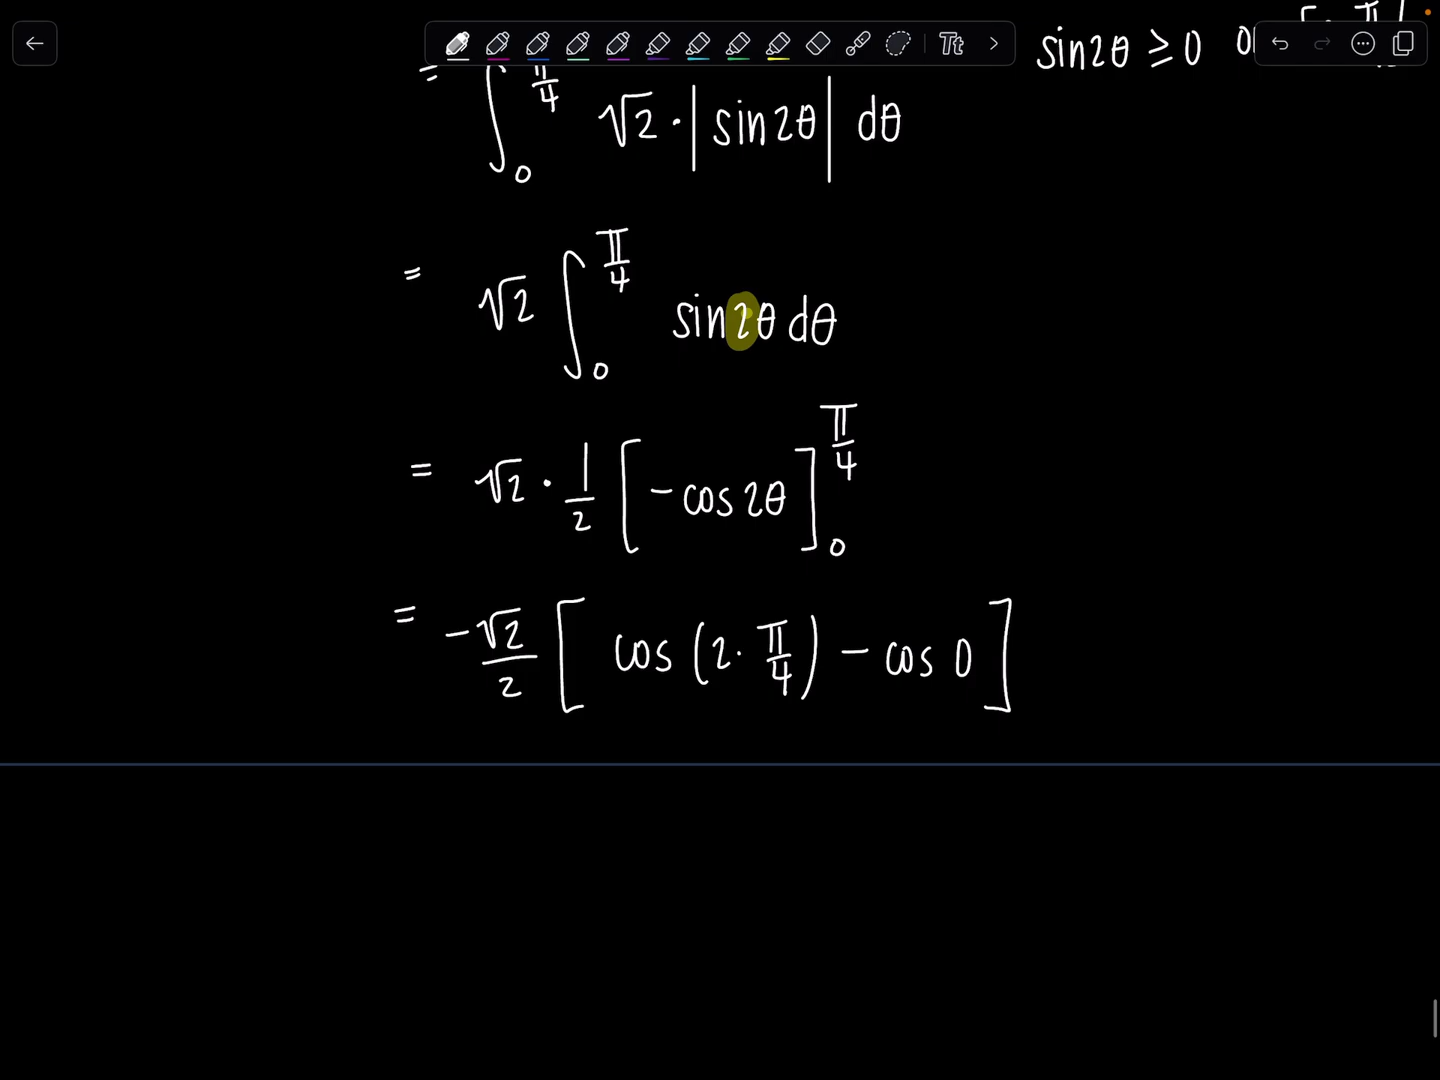 Tt
sin2θ ≥ 0
= ∫₀^(π/4) √2 · |sin2θ| dθ
= √2 ∫₀^(π/4) sin2θ dθ
= √2 · 1/2 [-cos2θ]₀^(π/4)
= -√2/2 [cos(2·π/4) - cos 0]